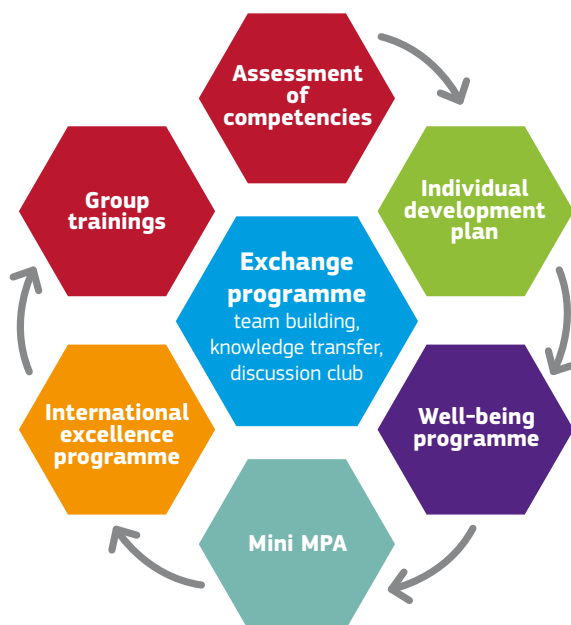 Assessment
of
competencies
Individual
development
plan
Well-being
programme
Mini MPA
International
excellence
programme
Group
trainings
Exchange
programme
team building,
knowledge transfer,
discussion club